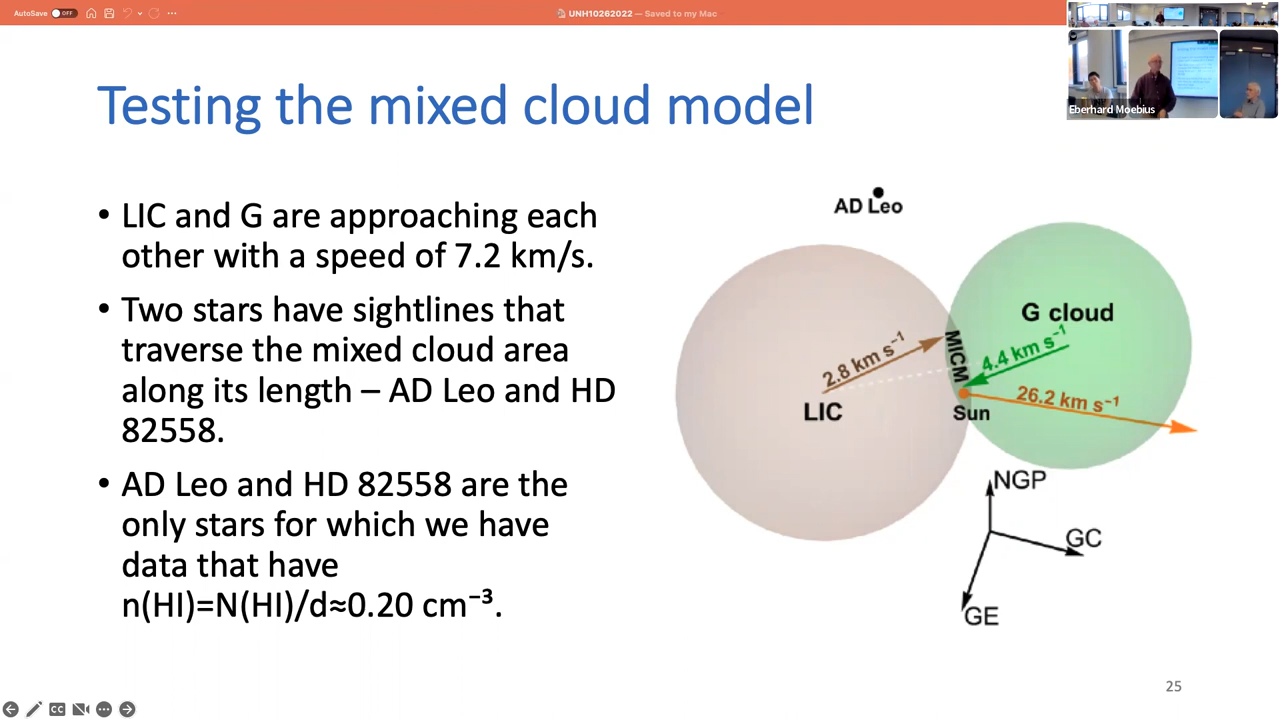 AutoSave OFF
UNH10262022 — Saved to my Mac
Eberhard Moebius
Testing the mixed cloud model
• LIC and G are approaching each
other with a speed of 7.2 km/s.
• Two stars have sightlines that
traverse the mixed cloud area
along its length – AD Leo and HD
82558.
• AD Leo and HD 82558 are the
only stars for which we have
data that have
n(HI)=N(HI)/d≈0.20 cm⁻³.
AD Leo
G cloud
MICM
2.8 km s⁻¹
4.4 km s⁻¹
26.2 km s⁻¹
LIC
Sun
NGP
GC
GE
25
CC